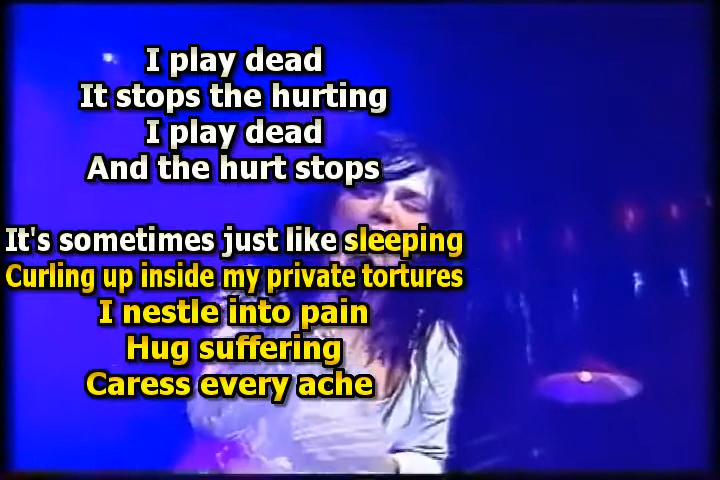 I play dead
It stops the hurting
I play dead
And the hurt stops
It's sometimes just like sleeping
Curling up inside my private tortures
I nestle into pain
Hug suffering
Caress every ache